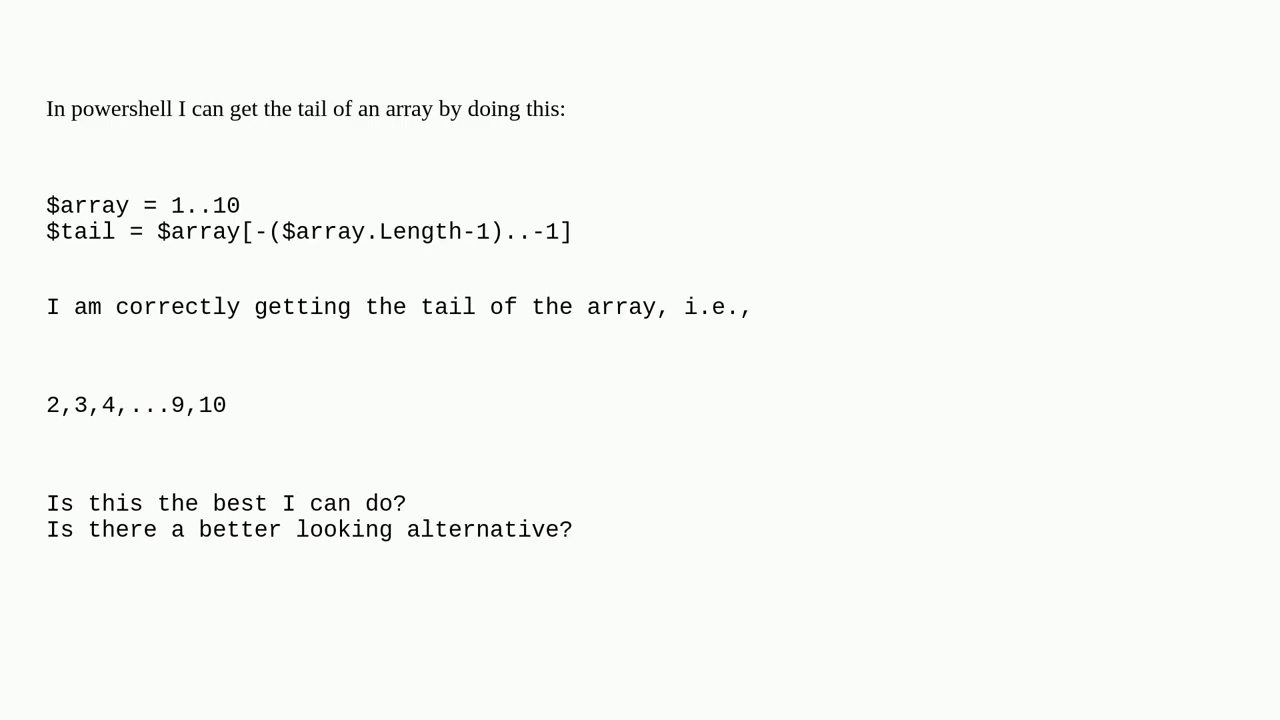 In powershell I can get the tail of an array by doing this:
$array = 1..10
$tail = $array[-($array.Length-1)..-1]
I am correctly getting the tail of the array, i.e.,
2,3,4,...9,10
Is this the best I can do?
Is there a better looking alternative?